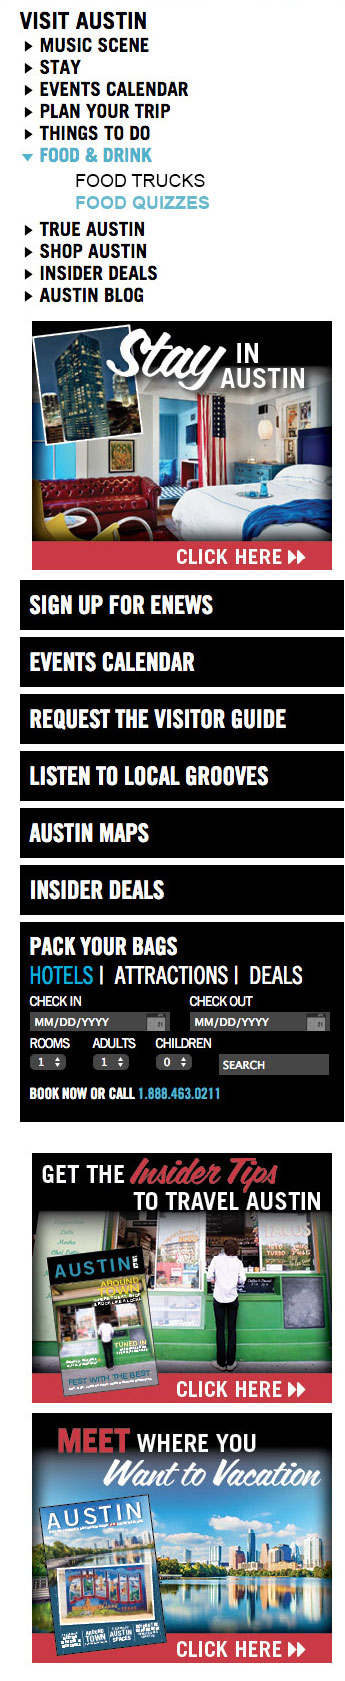 VISIT AUSTIN
MUSIC SCENE
STAY
EVENTS CALENDAR
PLAN YOUR TRIP
THINGS TO DO
FOOD & DRINK
FOOD TRUCKS
FOOD QUIZZES
TRUE AUSTIN
SHOP AUSTIN
INSIDER DEALS
AUSTIN BLOG
Stay IN
AUSTIN
CLICK HERE
SIGN UP FOR ENEWS
EVENTS CALENDAR
REQUEST THE VISITOR GUIDE
LISTEN TO LOCAL GROOVES
AUSTIN MAPS
INSIDER DEALS
PACK YOUR BAGS
HOTELS | ATTRACTIONS | DEALS
CHECK IN CHECK OUT
MM/DD/YYYY MM/DD/YYYY
ROOMS ADULTS CHILDREN
1 1 0 SEARCH
BOOK NOW OR CALL 1.888.463.0211
GET THE Insider Tips
TO TRAVEL AUSTIN
TACOS
AUSTIN
AROUND
TOWN
TUNED IN
FEST WITH THE BEST
CLICK HERE
MEET WHERE YOU
Want to Vacation
AUSTIN
AROUND
TOWN
AUSTIN
SPACES
CLICK HERE